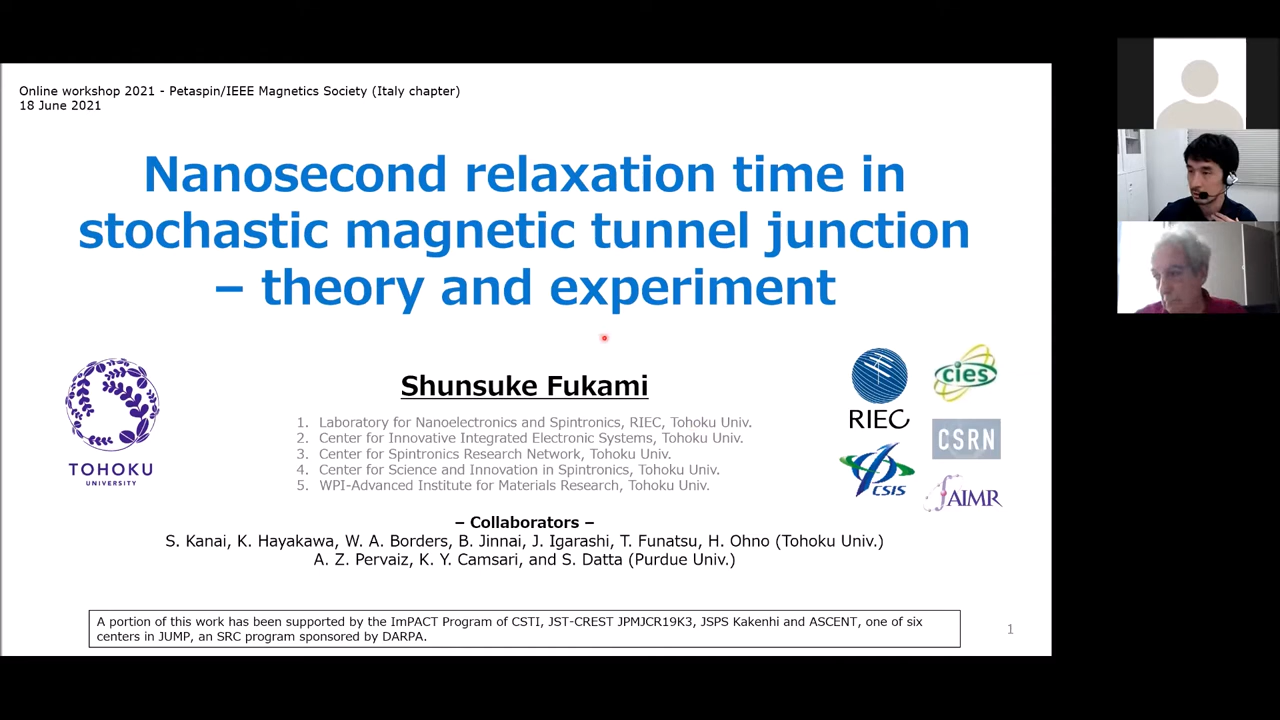 Online workshop 2021 - Petaspin/IEEE Magnetics Society (Italy chapter)
18 June 2021
Nanosecond relaxation time in
stochastic magnetic tunnel junction
– theory and experiment
Shunsuke Fukami
1. Laboratory for Nanoelectronics and Spintronics, RIEC, Tohoku Univ.
2. Center for Innovative Integrated Electronic Systems, Tohoku Univ.
3. Center for Spintronics Research Network, Tohoku Univ.
4. Center for Science and Innovation in Spintronics, Tohoku Univ.
5. WPI-Advanced Institute for Materials Research, Tohoku Univ.
TOHOKU
UNIVERSITY
RIEC
cies
CSRN
CSIS
AIMR
– Collaborators –
S. Kanai, K. Hayakawa, W. A. Borders, B. Jinnai, J. Igarashi, T. Funatsu, H. Ohno (Tohoku Univ.)
A. Z. Pervaiz, K. Y. Camsari, and S. Datta (Purdue Univ.)
A portion of this work has been supported by the ImPACT Program of CSTI, JST-CREST JPMJCR19K3, JSPS Kakenhi and ASCENT, one of six
centers in JUMP, an SRC program sponsored by DARPA.
1